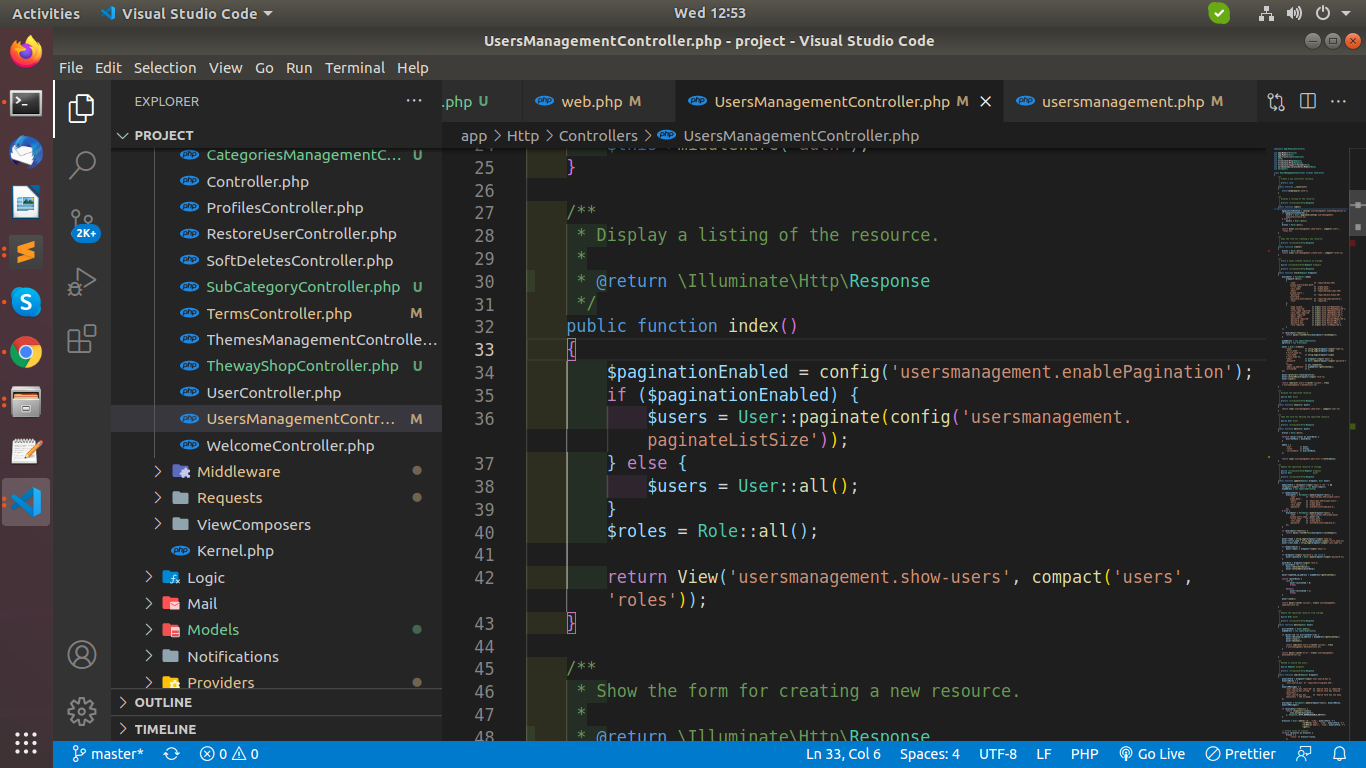 Activities
Visual Studio Code
Wed 12:53
UsersManagementController.php - project - Visual Studio Code
File Edit Selection View Go Run Terminal Help
EXPLORER
.php U
web.php M
UsersManagementController.php M
usersmanagement.php M
PROJECT
app > Http > Controllers > UsersManagementController.php
2K+
CategoriesManagementC... U
Controller.php
ProfilesController.php
RestoreUserController.php
SoftDeletesController.php
SubCategoryController.php U
TermsController.php M
ThemesManagementControlle...
ThewayShopController.php U
UserController.php
UsersManagementContr... M
WelcomeController.php
Middleware
Requests
ViewComposers
Kernel.php
Logic
Mail
Models
Notifications
Providers
OUTLINE
TIMELINE
25 }
26
27 /**
28 * Display a listing of the resource.
29 *
30 * @return \Illuminate\Http\Response
31 */
32 public function index()
33 {
34 $paginationEnabled = config('usersmanagement.enablePagination');
35 if ($paginationEnabled) {
36 $users = User::paginate(config('usersmanagement.
paginateListSize'));
37 } else {
38 $users = User::all();
39 }
40 $roles = Role::all();
41
42 return View('usersmanagement.show-users', compact('users',
'roles'));
43 }
44
45 /**
46 * Show the form for creating a new resource.
47 *
48 * @return \Illuminate\Http\Response
master* 0 0
Ln 33, Col 6 Spaces: 4 UTF-8 LF PHP Go Live Prettier